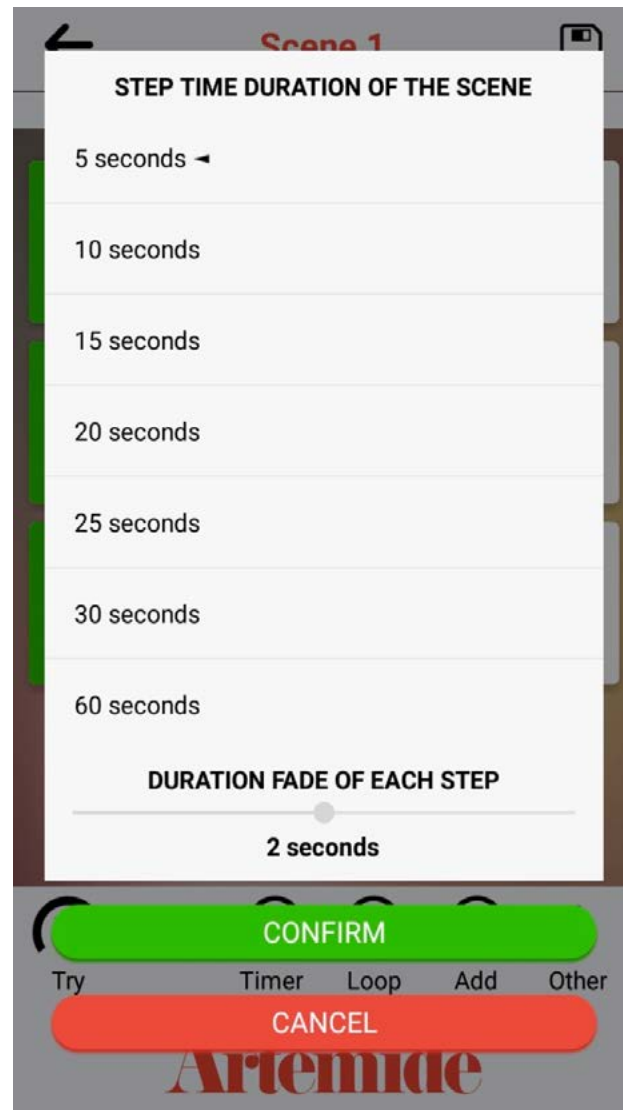 Scene 1
STEP TIME DURATION OF THE SCENE
5 seconds ◄
10 seconds
15 seconds
20 seconds
25 seconds
30 seconds
60 seconds
DURATION FADE OF EACH STEP
2 seconds
CONFIRM
Try Timer Loop Add Other
CANCEL
Artemide